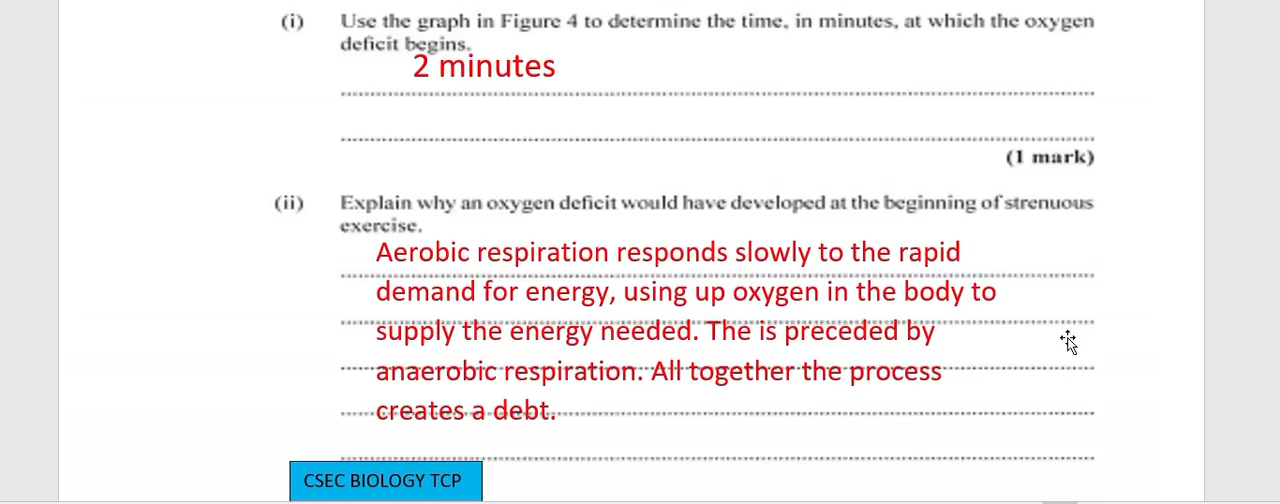 (i) Use the graph in Figure 4 to determine the time, in minutes, at which the oxygen
deficit begins.
2 minutes
(1 mark)
(ii) Explain why an oxygen deficit would have developed at the beginning of strenuous
exercise.
Aerobic respiration responds slowly to the rapid
demand for energy, using up oxygen in the body to
supply the energy needed. The is preceded by
anaerobic respiration. All together the process
creates a debt.
CSEC BIOLOGY TCP